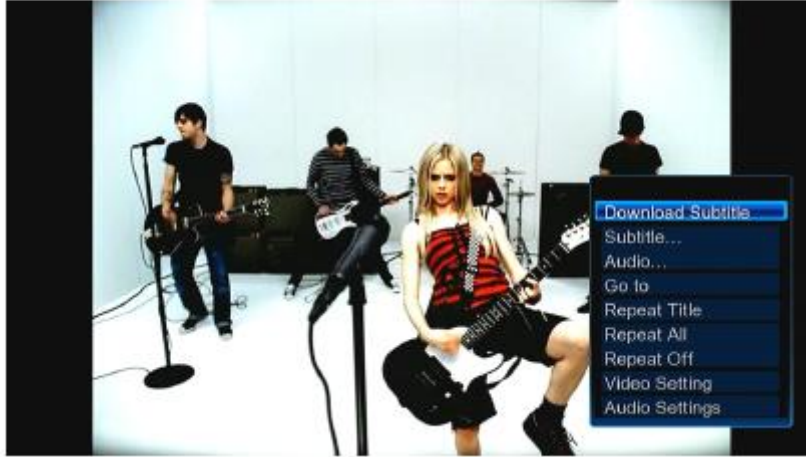 Download Subtitle
Subtitle...
Audio...
Go to
Repeat Title
Repeat All
Repeat Off
Video Setting
Audio Settings